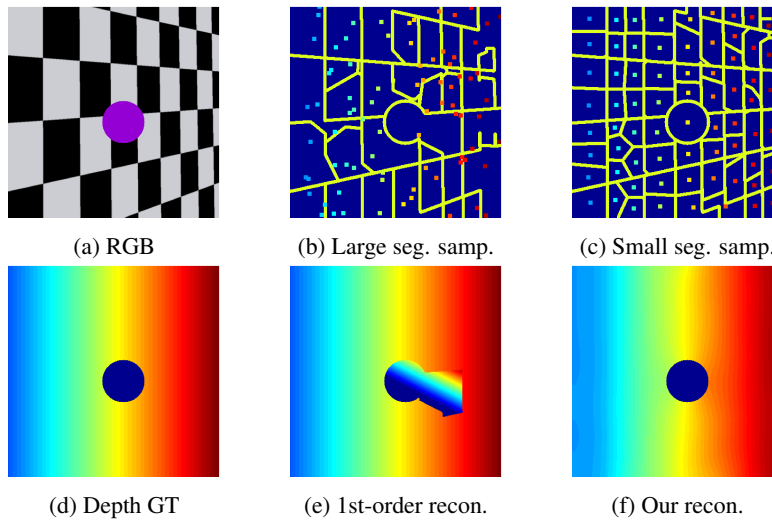 (a) RGB
(b) Large seg. samp.
(c) Small seg. samp.
(d) Depth GT
(e) 1st-order recon.
(f) Our recon.